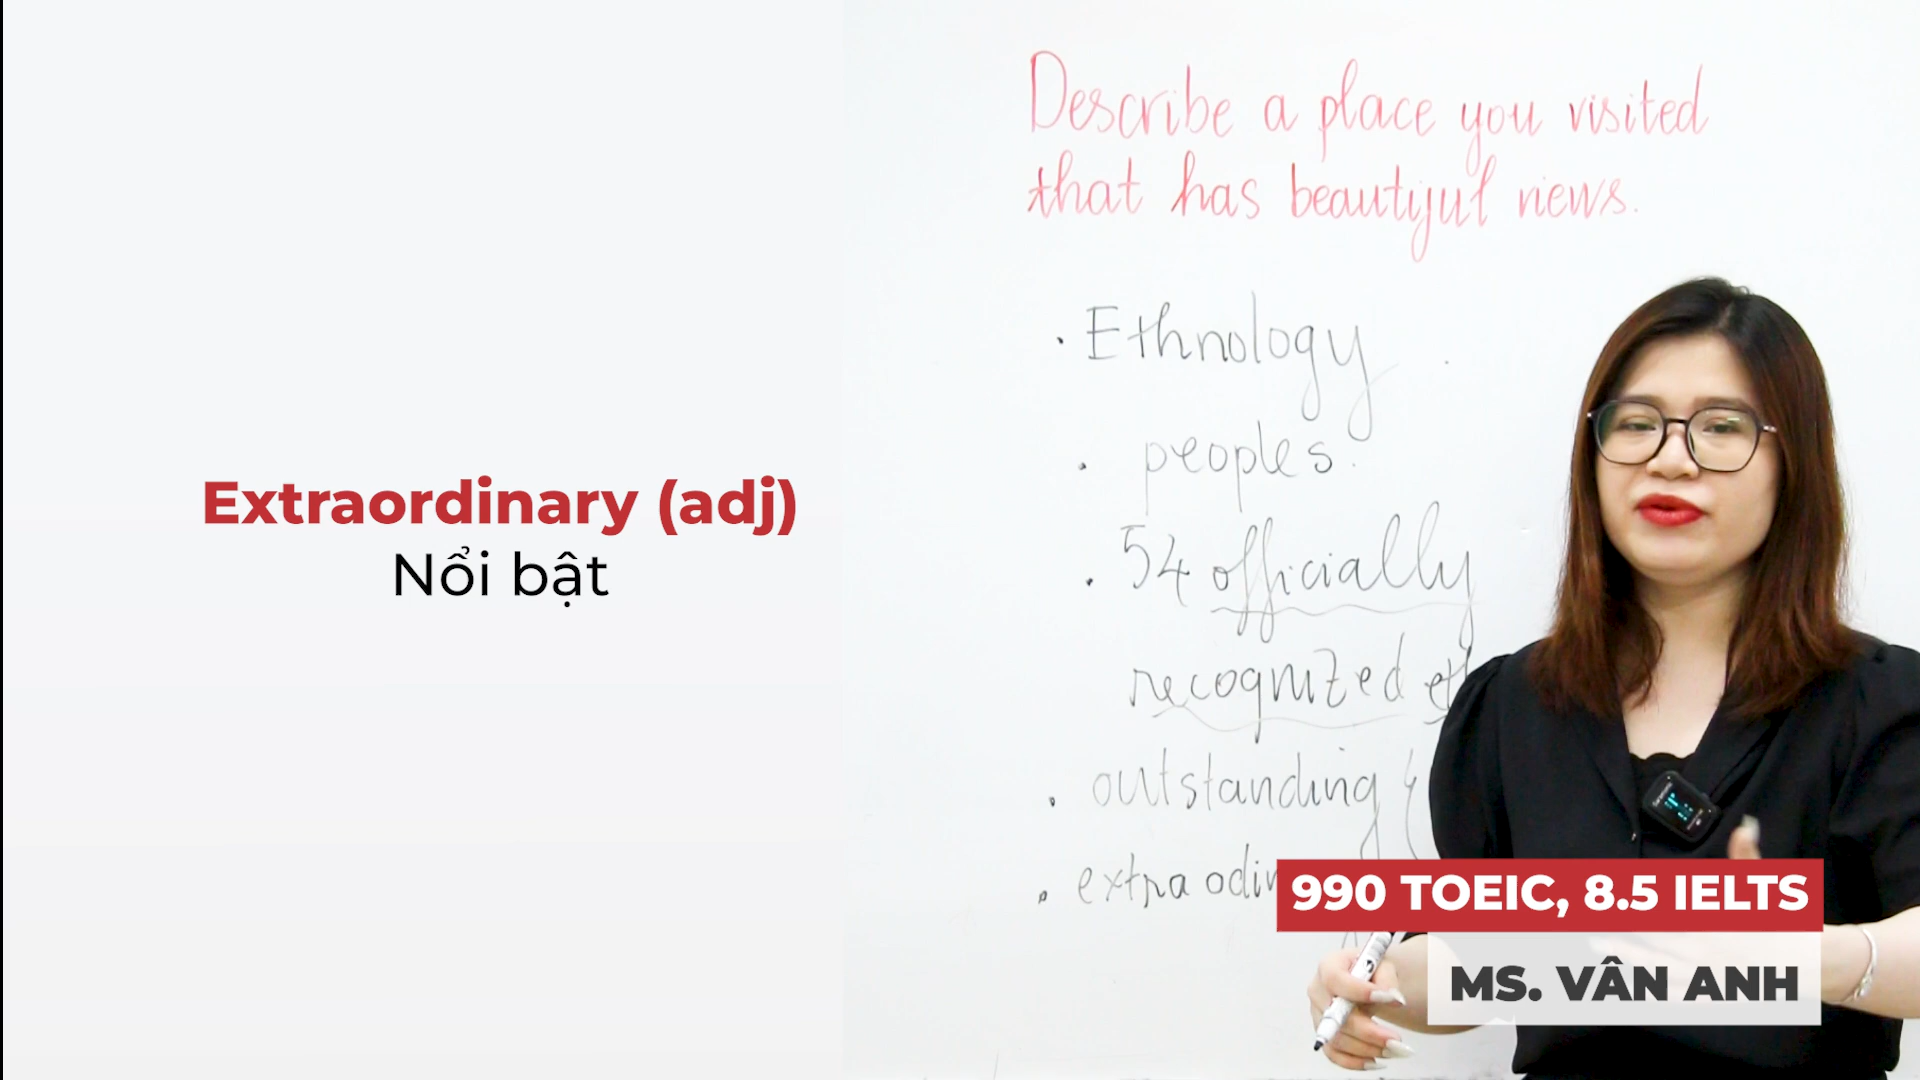 Extraordinary (adj)
Nổi bật
Describe a place you visited
that has beautiful views.
. Ethnology
. peoples.
. 54 officially
recognized
. outstanding
.
990 TOEIC, 8.5 IELTS
MS. VÂN ANH